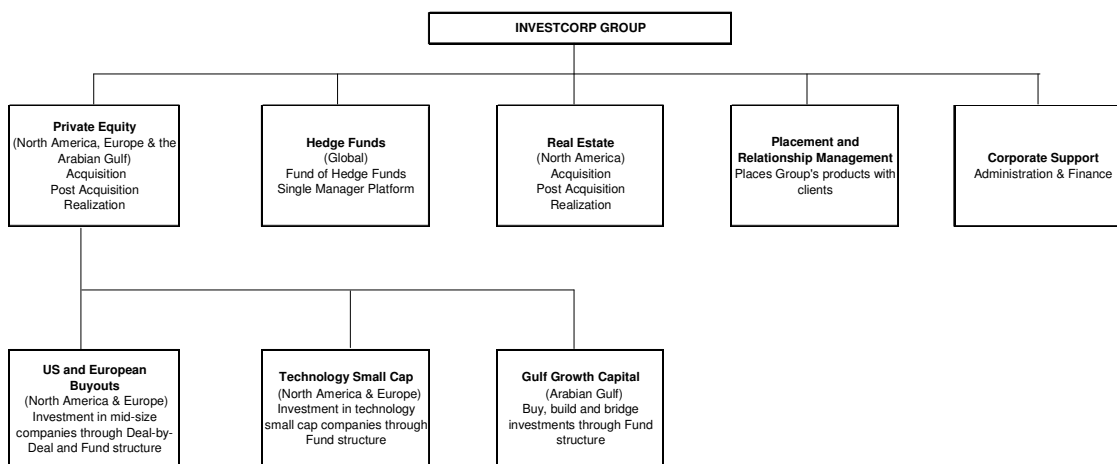 INVESTCORP GROUP
Private Equity
(North America, Europe & the
Arabian Gulf)
Acquisition
Post Acquisition
Realization
Hedge Funds
(Global)
Fund of Hedge Funds
Single Manager Platform
Real Estate
(North America)
Acquisition
Post Acquisition
Realization
Placement and
Relationship Management
Places Group's products with
clients
Corporate Support
Administration & Finance
US and European
Buyouts
(North America & Europe)
Investment in mid-size
companies through Deal-by-
Deal and Fund structure
Technology Small Cap
(North America & Europe)
Investment in technology
small cap companies through
Fund structure
Gulf Growth Capital
(Arabian Gulf)
Buy, build and bridge
investments through Fund
structure